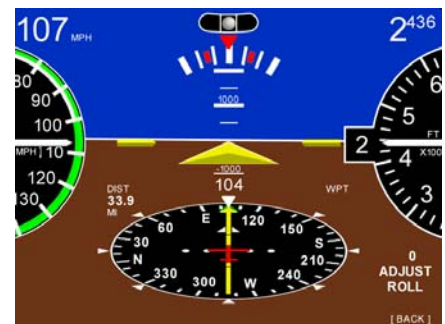 107 MPH
2436
80
90
100
MPH 10
120
130
1000
-1000
104
6
5
FT
X100
2
4
3
DIST
33.9
MI
WPT
E 120
60 150
30 S
N 210
330 240
300 W
0
ADJUST
ROLL
[BACK]